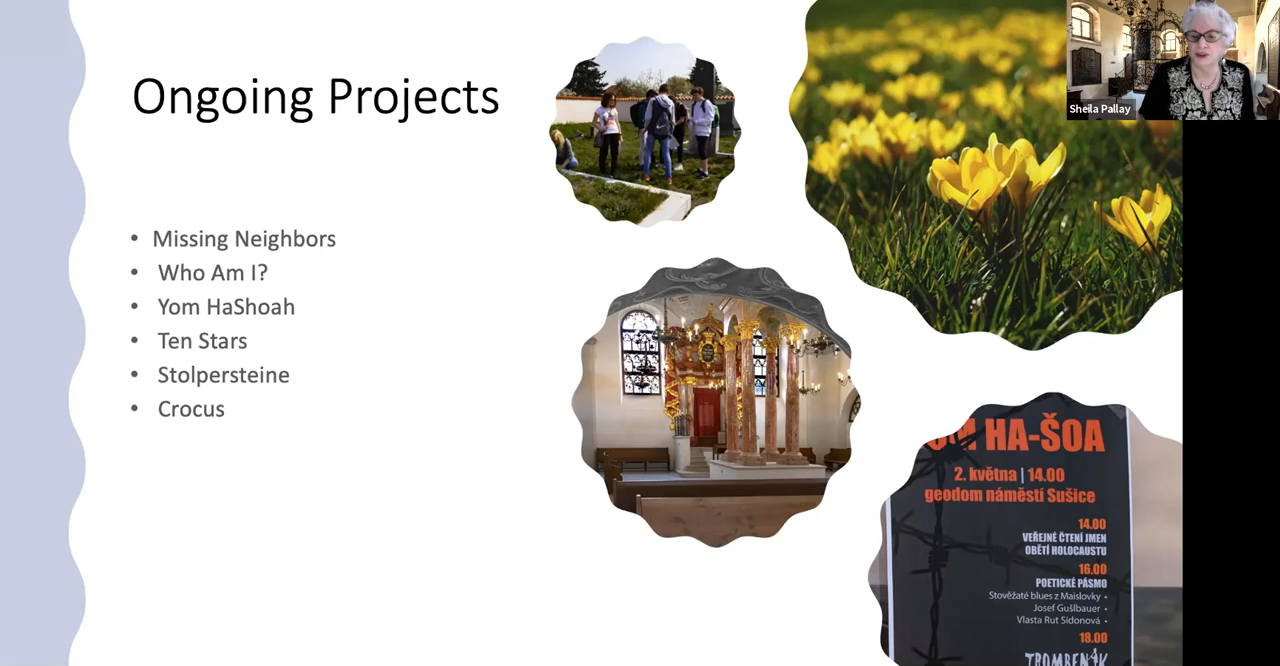 Ongoing Projects
• Missing Neighbors
• Who Am I?
• Yom HaShoah
• Ten Stars
• Stolpersteine
• Crocus
Sheila Pallay
HA-ŠOA
2. května | 14.00
geodom náměstí Sušice
14.00
VEŘEJNÉ ČTENÍ JMEN
OBĚTÍ HOLOCAUSTU
16.00
POETICKÉ PÁSMO
Stověžaté blues z Maislovky •
Josef Gušlbauer •
Vlasta Rut Sidonová •
18.00
TROMBENIK